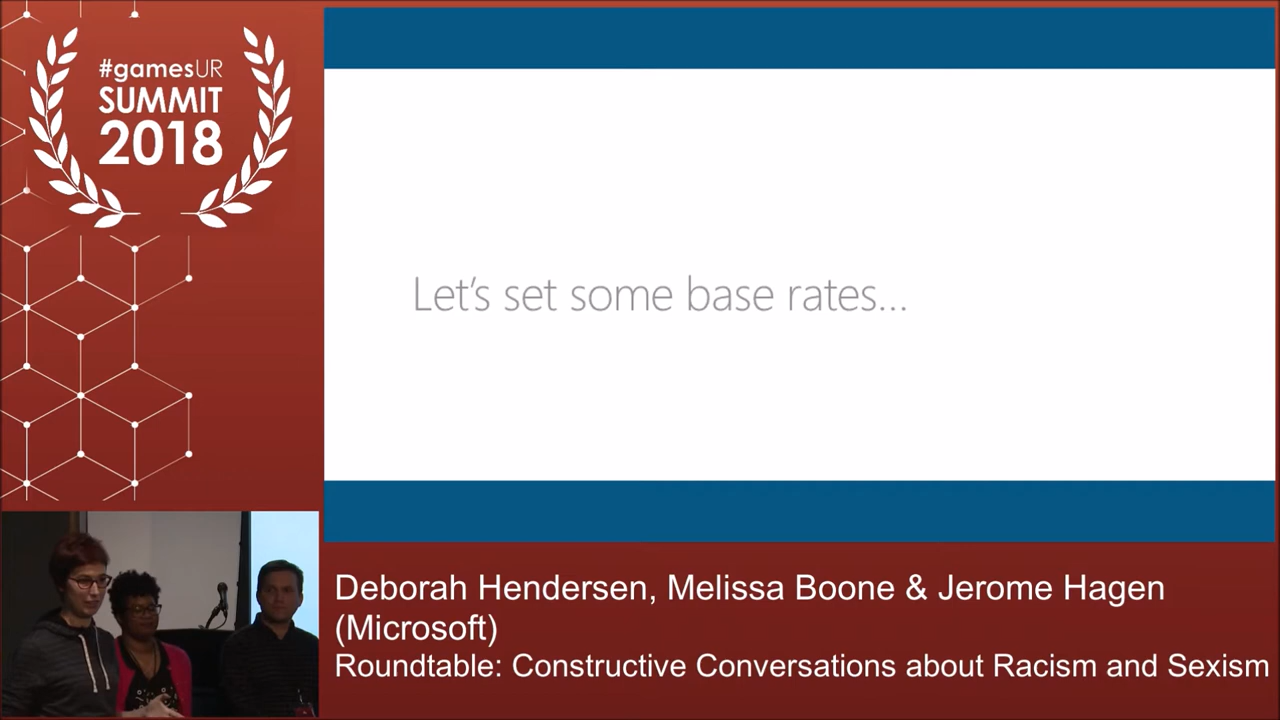 #gamesUR
SUMMIT
2018
Let's set some base rates...
Deborah Hendersen, Melissa Boone & Jerome Hagen
(Microsoft)
Roundtable: Constructive Conversations about Racism and Sexism